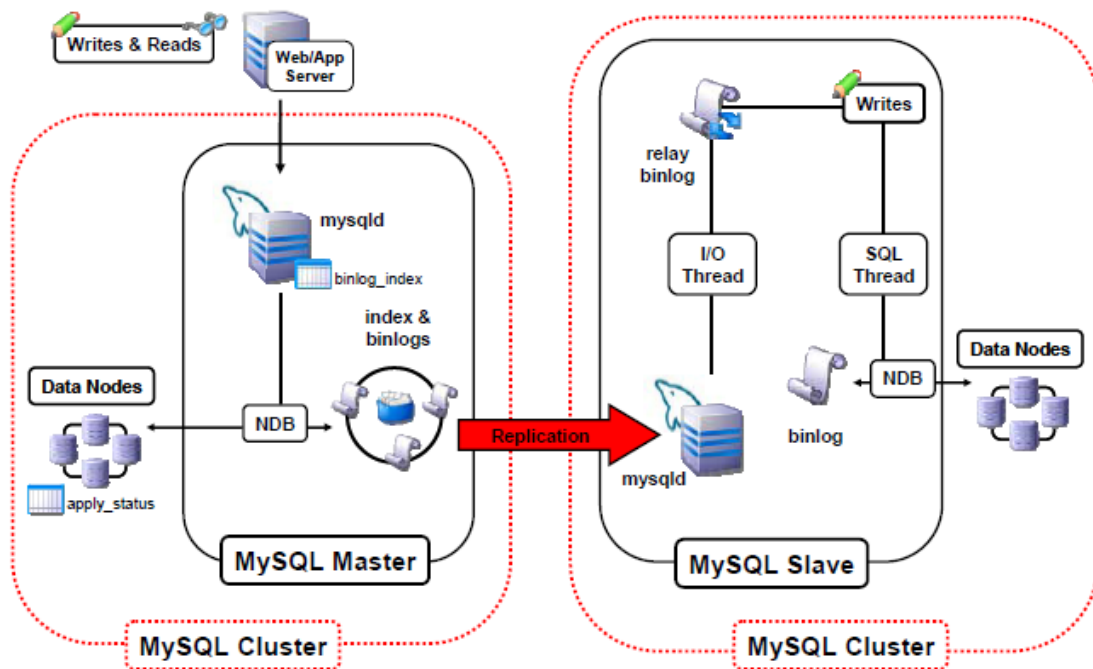 Writes & Reads
Web/App
Server
mysqld
binlog_index
index &
binlogs
Data Nodes
NDB
apply_status
MySQL Master
MySQL Cluster
Replication
relay
binlog
Writes
I/O
Thread
SQL
Thread
mysqld
binlog
NDB
Data Nodes
MySQL Slave
MySQL Cluster